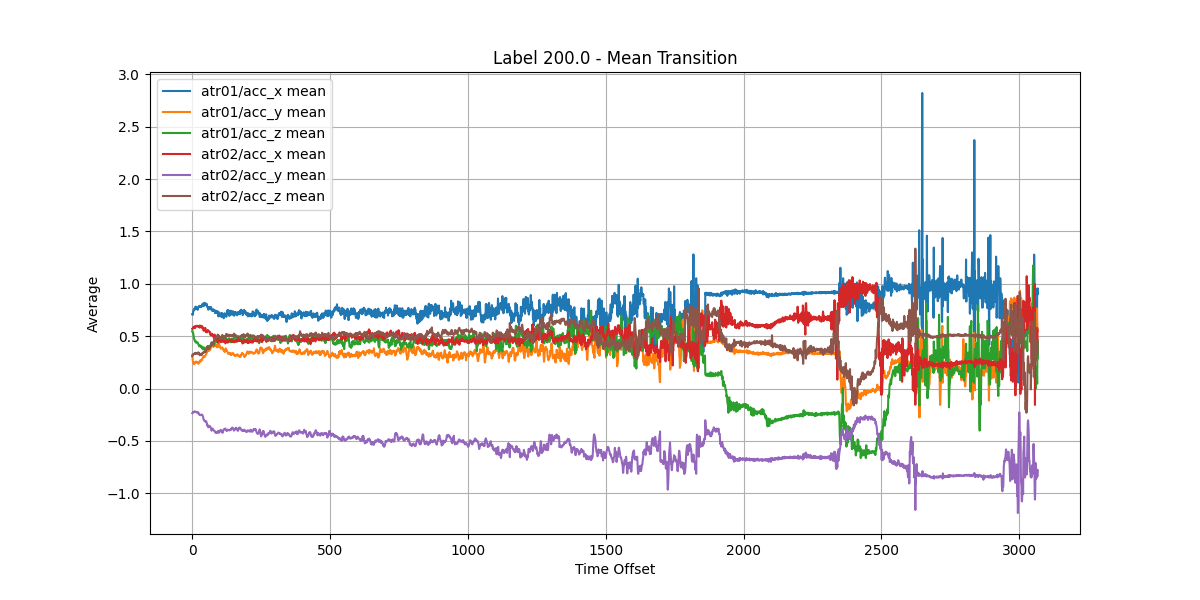 Label 200.0 - Mean Transition
3.0
2.5
2.0
1.5
1.0
0.5
0.0
−0.5
−1.0
Average
atr01/acc_x mean
atr01/acc_y mean
atr01/acc_z mean
atr02/acc_x mean
atr02/acc_y mean
atr02/acc_z mean
0 500 1000 1500 2000 2500 3000
Time Offset